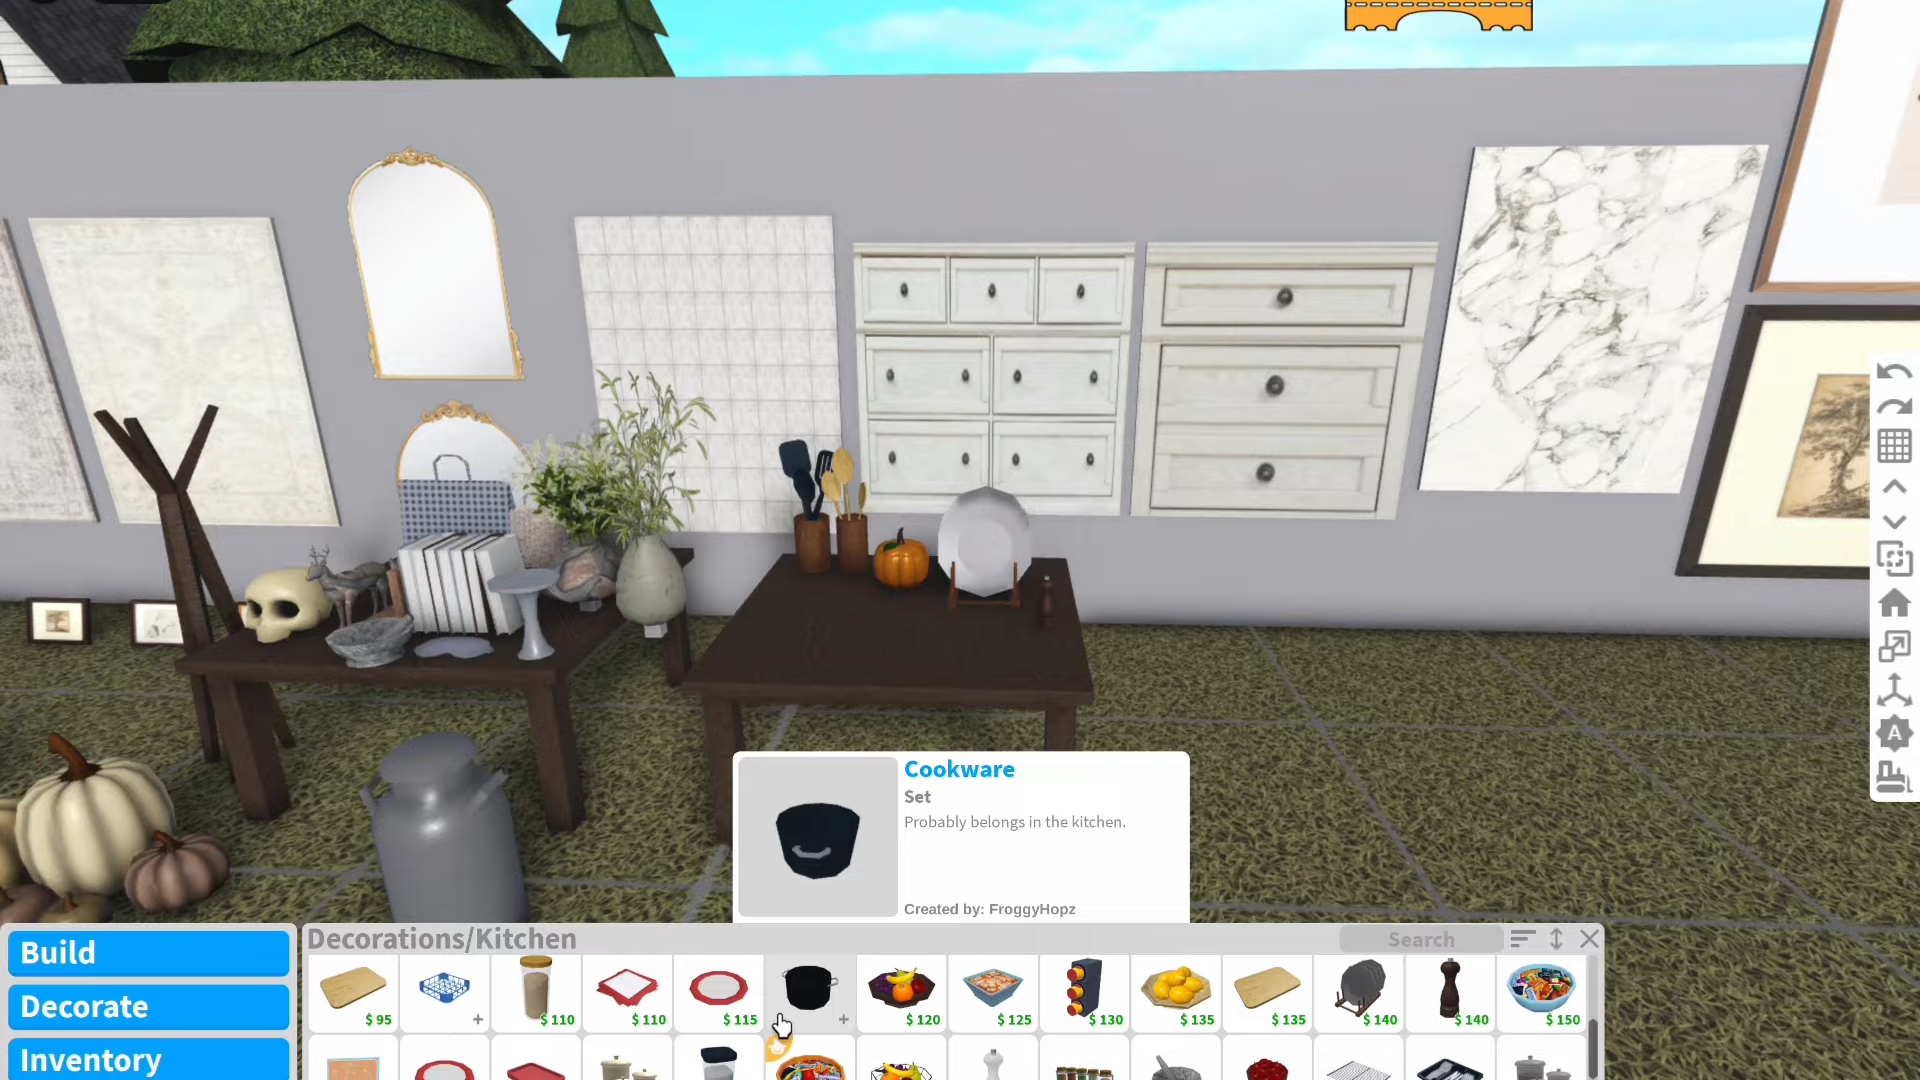 Cookware
Set
Probably belongs in the kitchen.
Created by: FroggyHopz
Build
Decorate
Inventory
Decorations/Kitchen
Search
$ 95
+
$ 110
$ 110
$ 115
+
$ 120
$ 125
$ 130
$ 135
$ 135
$ 140
$ 140
$ 150
A